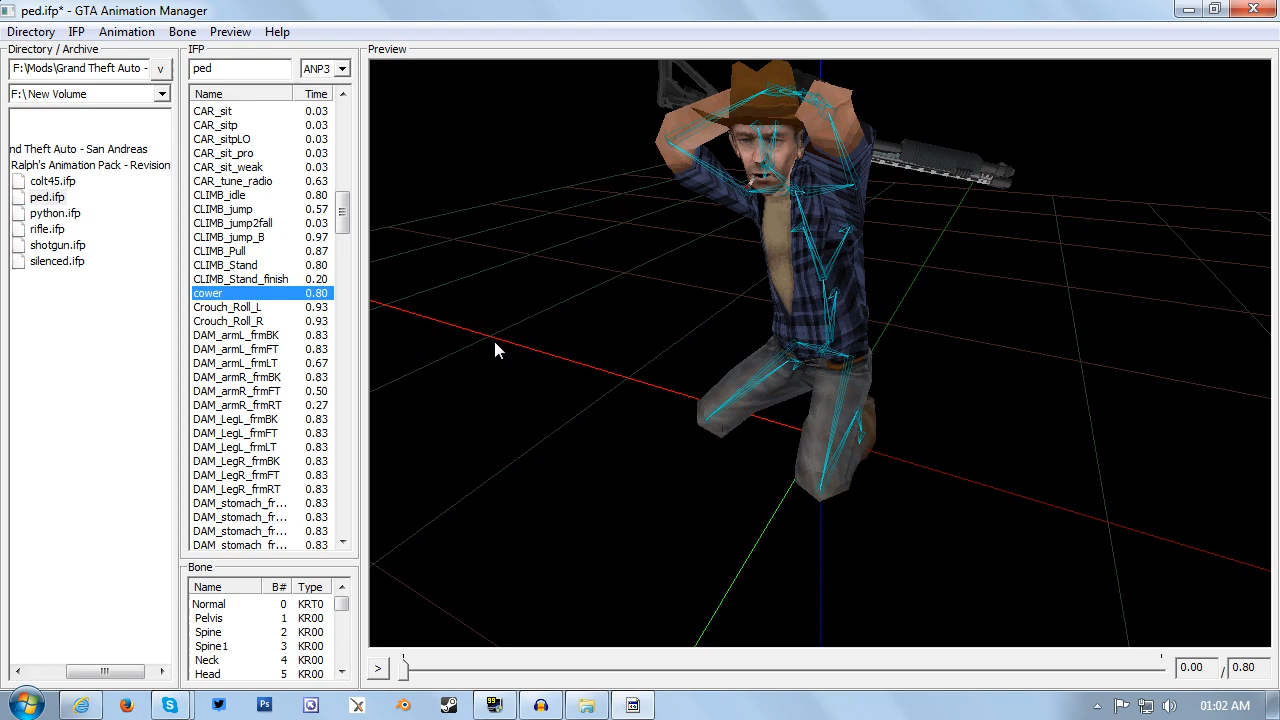 ped.ifp* - GTA Animation Manager
Directory IFP Animation Bone Preview Help
Directory / Archive
F:\Mods\Grand Theft Auto -
v
F:\ New Volume
nd Theft Auto - San Andreas
Ralph's Animation Pack - Revision
colt45.ifp
ped.ifp
python.ifp
rifle.ifp
shotgun.ifp
silenced.ifp
IFP
ped ANP3
Name Time
CAR_sit 0.03
CAR_sitp 0.03
CAR_sitpLO 0.03
CAR_sit_pro 0.03
CAR_sit_weak 0.03
CAR_tune_radio 0.63
CLIMB_idle 0.80
CLIMB_jump 0.57
CLIMB_jump2fall 0.03
CLIMB_jump_B 0.97
CLIMB_Pull 0.87
CLIMB_Stand 0.80
CLIMB_Stand_finish 0.20
cower 0.80
Crouch_Roll_L 0.93
Crouch_Roll_R 0.93
DAM_armL_frmBK 0.83
DAM_armL_frmFT 0.83
DAM_armL_frmLT 0.67
DAM_armR_frmBK 0.83
DAM_armR_frmFT 0.50
DAM_armR_frmRT 0.27
DAM_LegL_frmBK 0.83
DAM_LegL_frmFT 0.83
DAM_LegL_frmLT 0.83
DAM_LegR_frmBK 0.83
DAM_LegR_frmFT 0.83
DAM_LegR_frmRT 0.83
DAM_stomach_fr... 0.83
DAM_stomach_fr... 0.83
DAM_stomach_fr... 0.83
DAM_stomach_fr... 0.83
Bone
Name B# Type
Normal 0 KRT0
Pelvis 1 KR00
Spine 2 KR00
Spine1 3 KR00
Neck 4 KR00
Head 5 KR00
Preview
> 0.00 / 0.80
01:02 AM